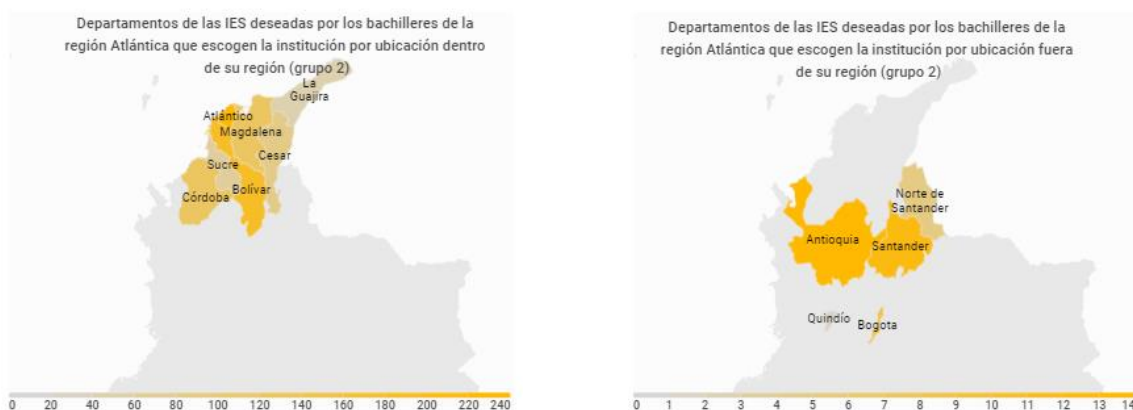 Departamentos de las IES deseadas por los bachilleres de la
región Atlántica que escogen la institución por ubicación dentro
de su región (grupo 2)
La
Guajira
Atlántico
Magdalena
Cesar
Sucre
Bolívar
Córdoba
0 20 40 60 80 100 120 140 160 180 200 220 240
Departamentos de las IES deseadas por los bachilleres de la
región Atlántica que escogen la institución por ubicación fuera
de su región (grupo 2)
Norte de
Santander
Antioquia
Santander
Quindío
Bogota
0 1 2 3 4 5 6 7 8 9 10 11 12 13 14